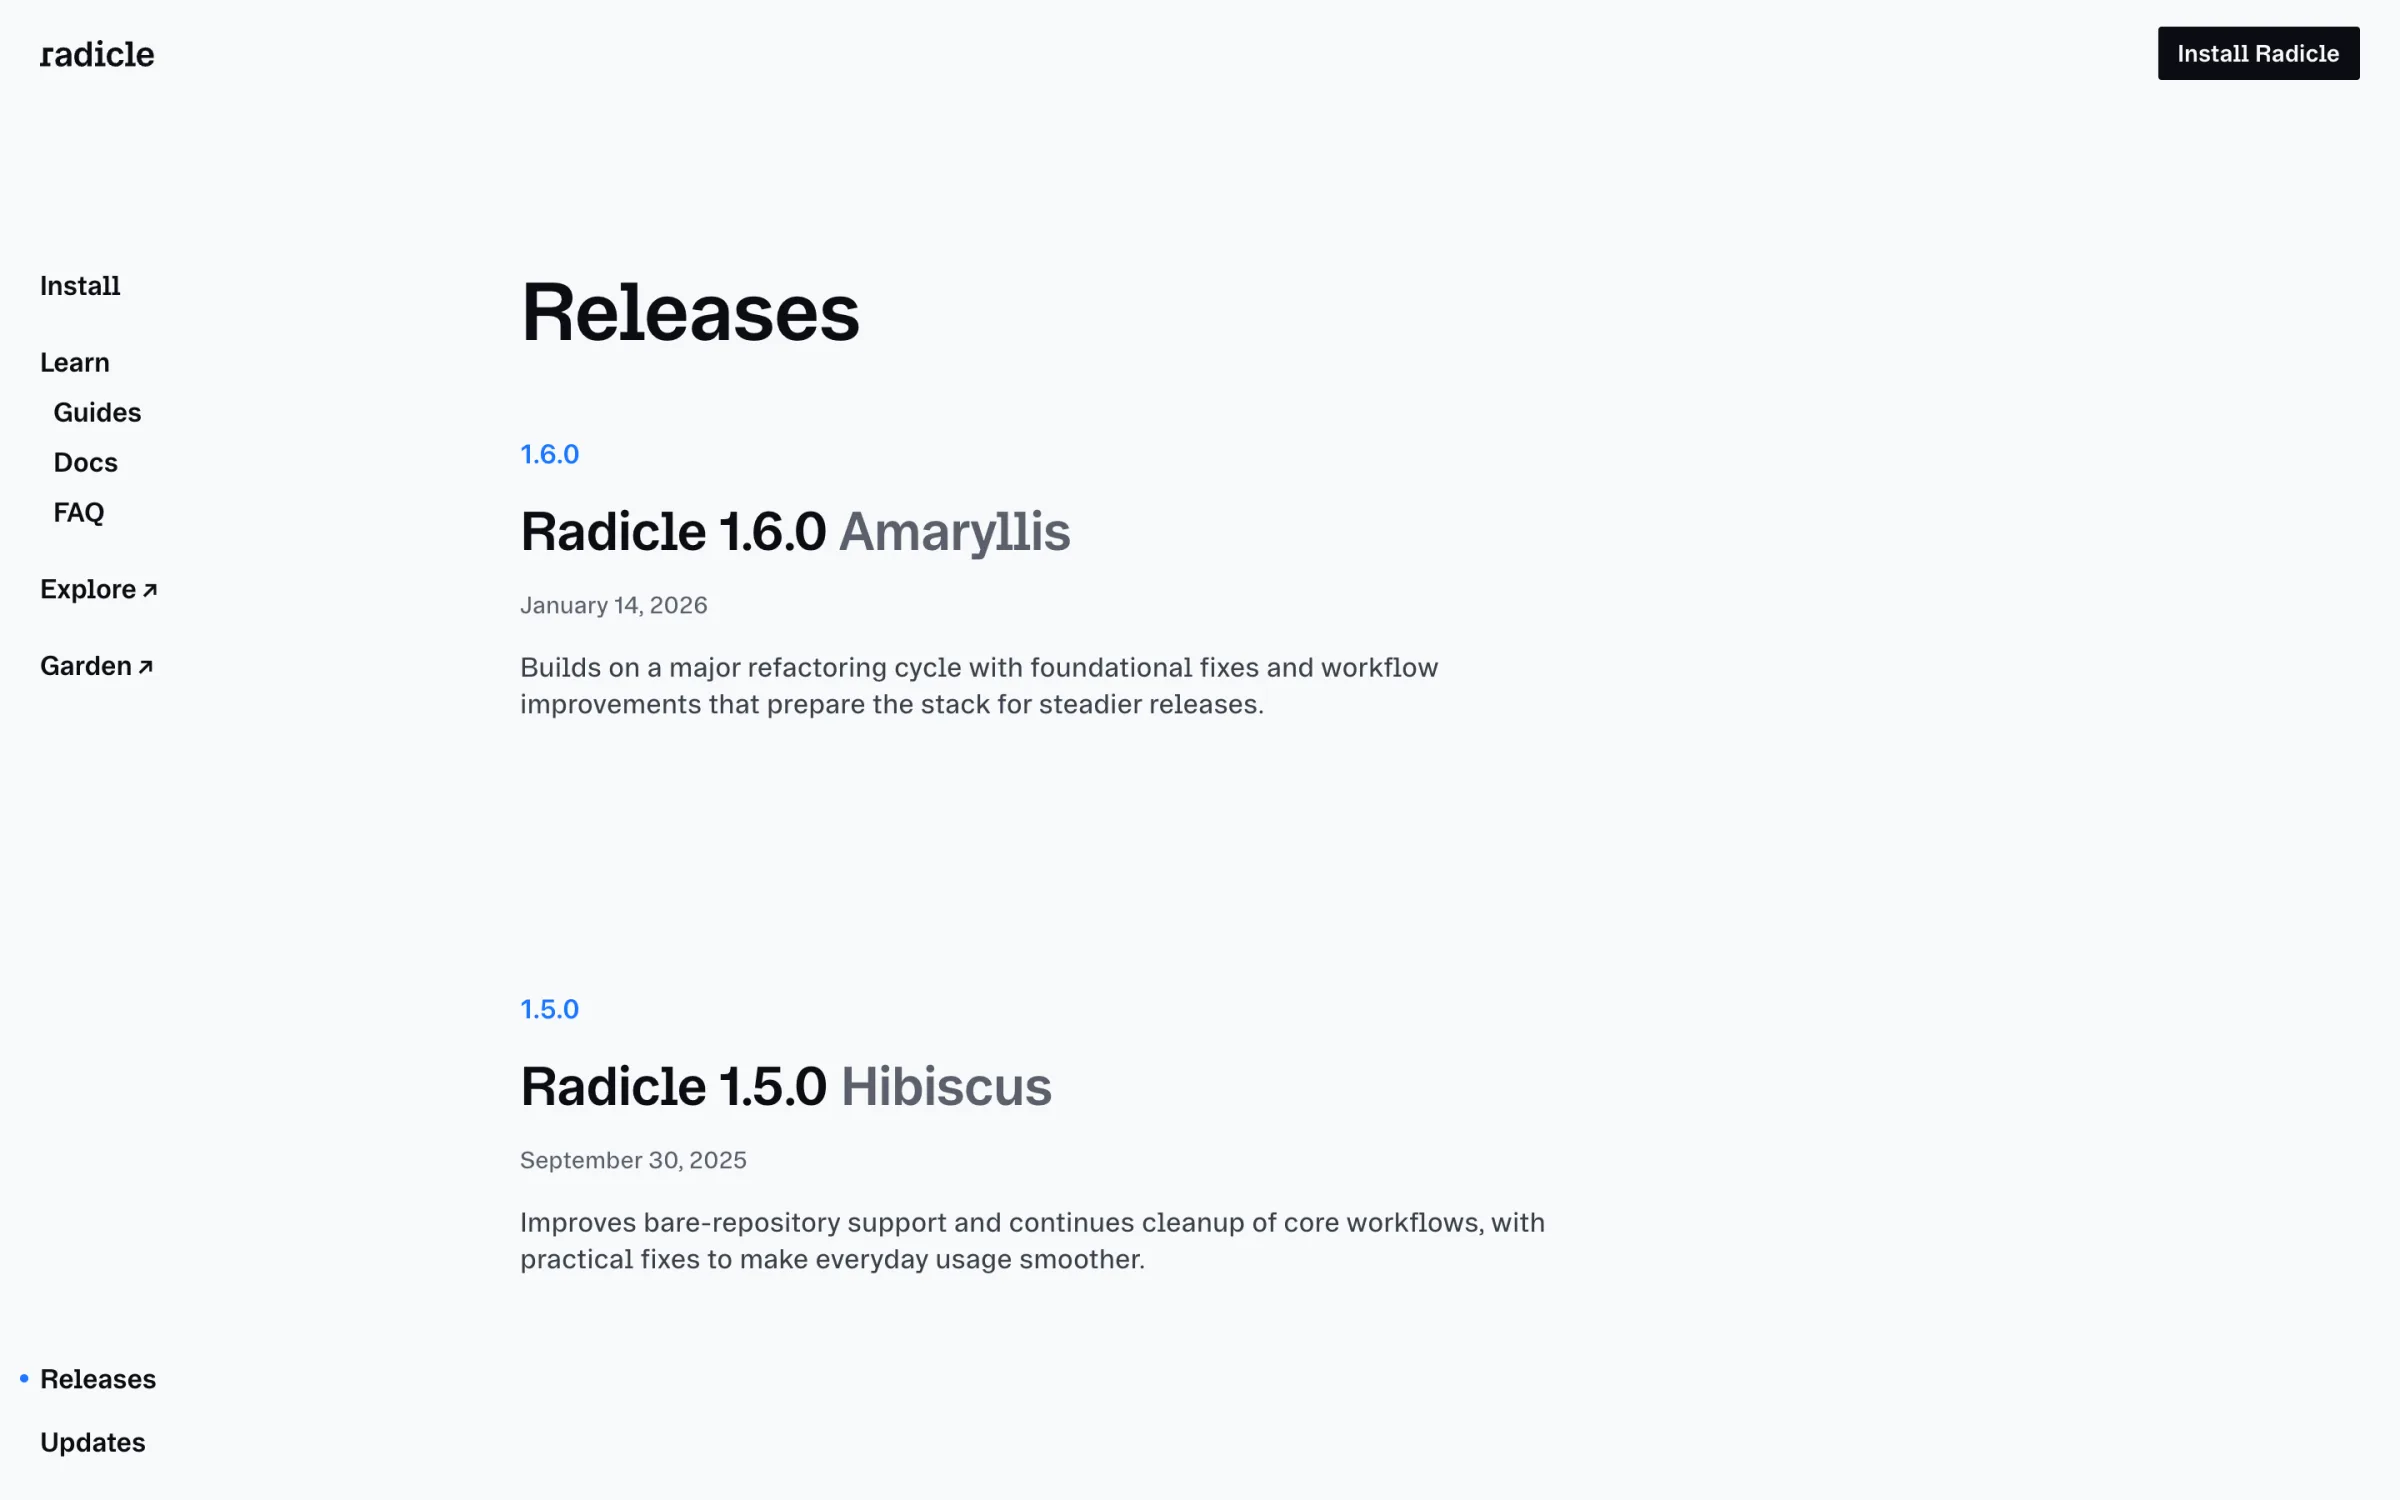 radicle
Install Radicle
Install
Learn
Guides
Docs
FAQ
Explore ↗
Garden ↗
Releases
Updates
Releases
1.6.0
Radicle 1.6.0 Amaryllis
January 14, 2026
Builds on a major refactoring cycle with foundational fixes and workflow
improvements that prepare the stack for steadier releases.
1.5.0
Radicle 1.5.0 Hibiscus
September 30, 2025
Improves bare-repository support and continues cleanup of core workflows, with
practical fixes to make everyday usage smoother.